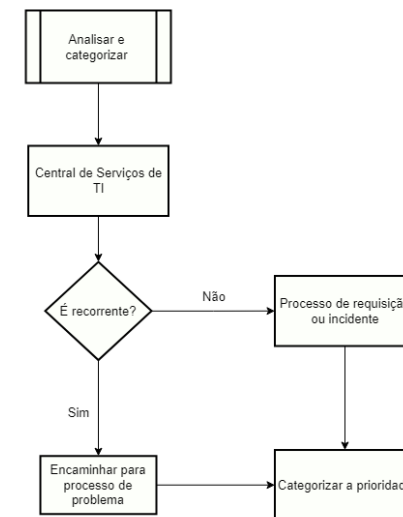 Analisar e
categorizar
Central de Serviços de
TI
É recorrente?
Não
Processo de requisiçã
ou incidente
Sim
Encaminhar para
processo de
problema
Categorizar a prioridad